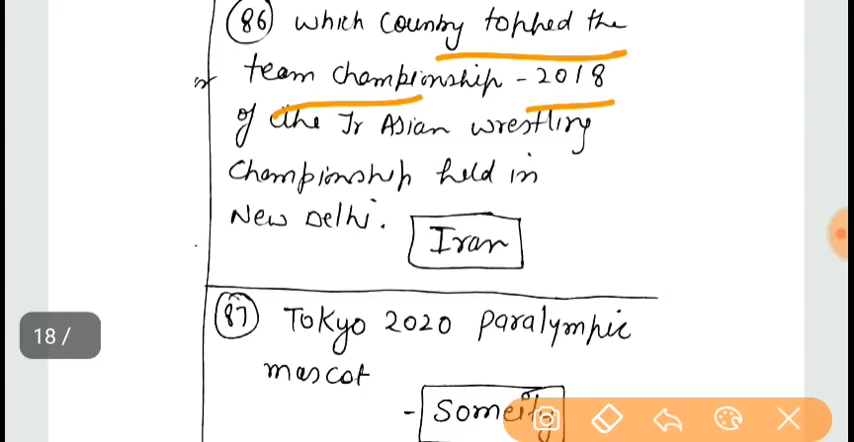 86 which country topped the
team championship - 2018
of the Jr Asian wrestling
championship held in
New Delhi.
Iran
87 Tokyo 2020 paralympic
mascot
- Someity
18 /